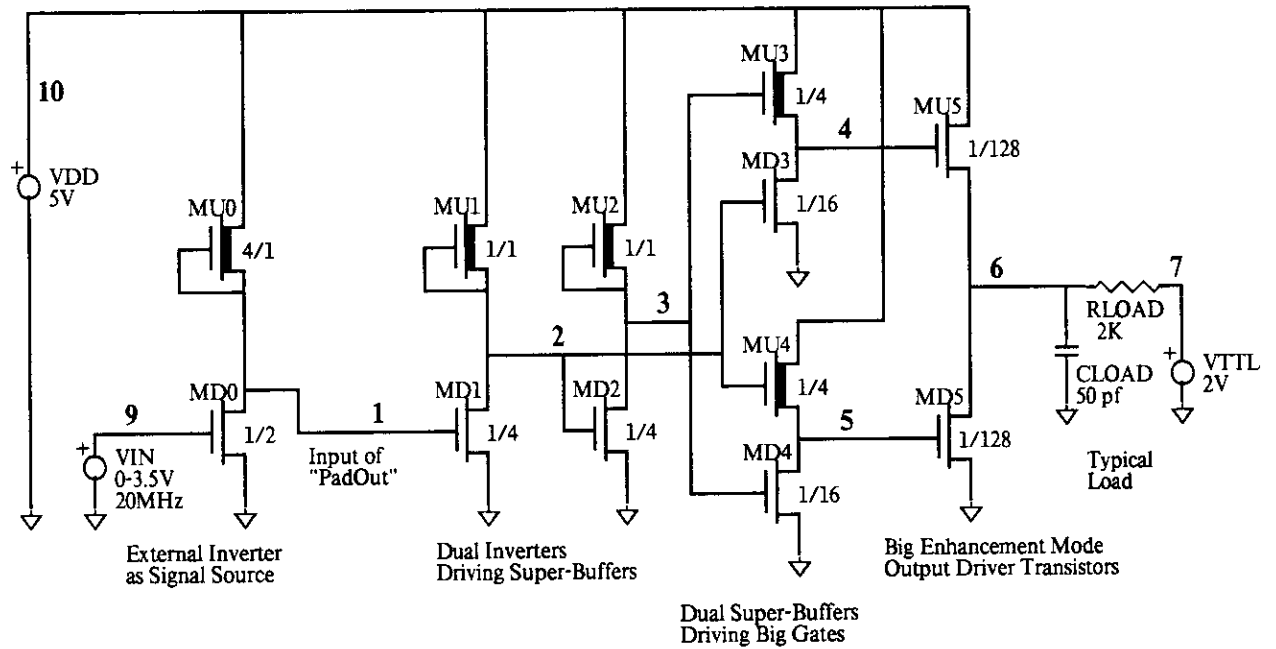 MU3
10
1/4
MU5
4
+
VDD
5V
MD3
1/128
1/16
MU0
MU1
MU2
4/1
1/1
1/1
6
7
3
RLOAD
2K
2
MU4
+
VTTL
2V
MD0
MD1
MD2
1/4
CLOAD
50 pf
MD5
9
1
5
+
VIN
0-3.5V
20MHz
1/2
Input of
"PadOut"
1/4
1/4
MD4
1/128
1/16
Typical
Load
External Inverter
as Signal Source
Dual Inverters
Driving Super-Buffers
Big Enhancement Mode
Output Driver Transistors
Dual Super-Buffers
Driving Big Gates